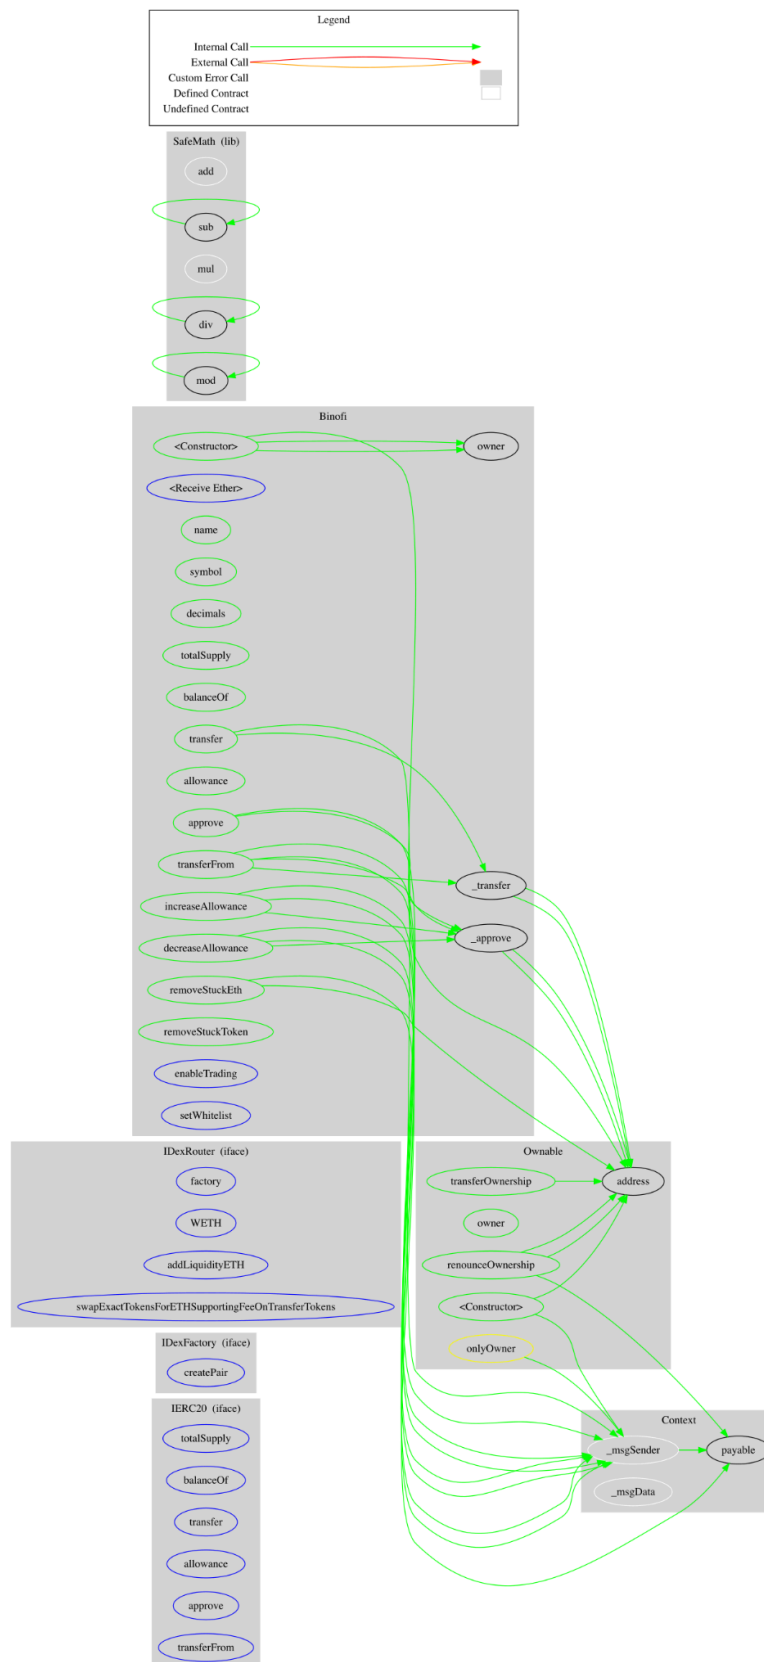 Legend
Internal Call
External Call
Custom Error Call
Defined Contract
Undefined Contract
SafeMath (lib)
add
sub
mul
div
mod
Binofi
<Constructor>
owner
<Receive Ether>
name
symbol
decimals
totalSupply
balanceOf
transfer
allowance
approve
transferFrom
_transfer
increaseAllowance
_approve
decreaseAllowance
removeStuckEth
removeStuckToken
enableTrading
setWhitelist
IDexRouter (iface)
factory
WETH
addLiquidityETH
swapExactTokensForETHSupportingFeeOnTransferTokens
Ownable
transferOwnership
address
owner
renounceOwnership
<Constructor>
onlyOwner
IDexFactory (iface)
createPair
IERC20 (iface)
totalSupply
balanceOf
transfer
allowance
approve
transferFrom
Context
_msgSender
payable
_msgData